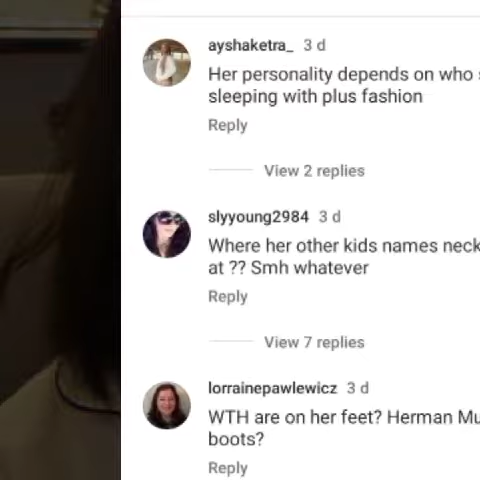 ayshaketra_ 3 d
Her personality depends on who
sleeping with plus fashion
Reply
View 2 replies
slyyoung2984 3 d
Where her other kids names neck
at ?? Smh whatever
Reply
View 7 replies
lorrainepawlewicz 3 d
WTH are on her feet? Herman Mu
boots?
Reply